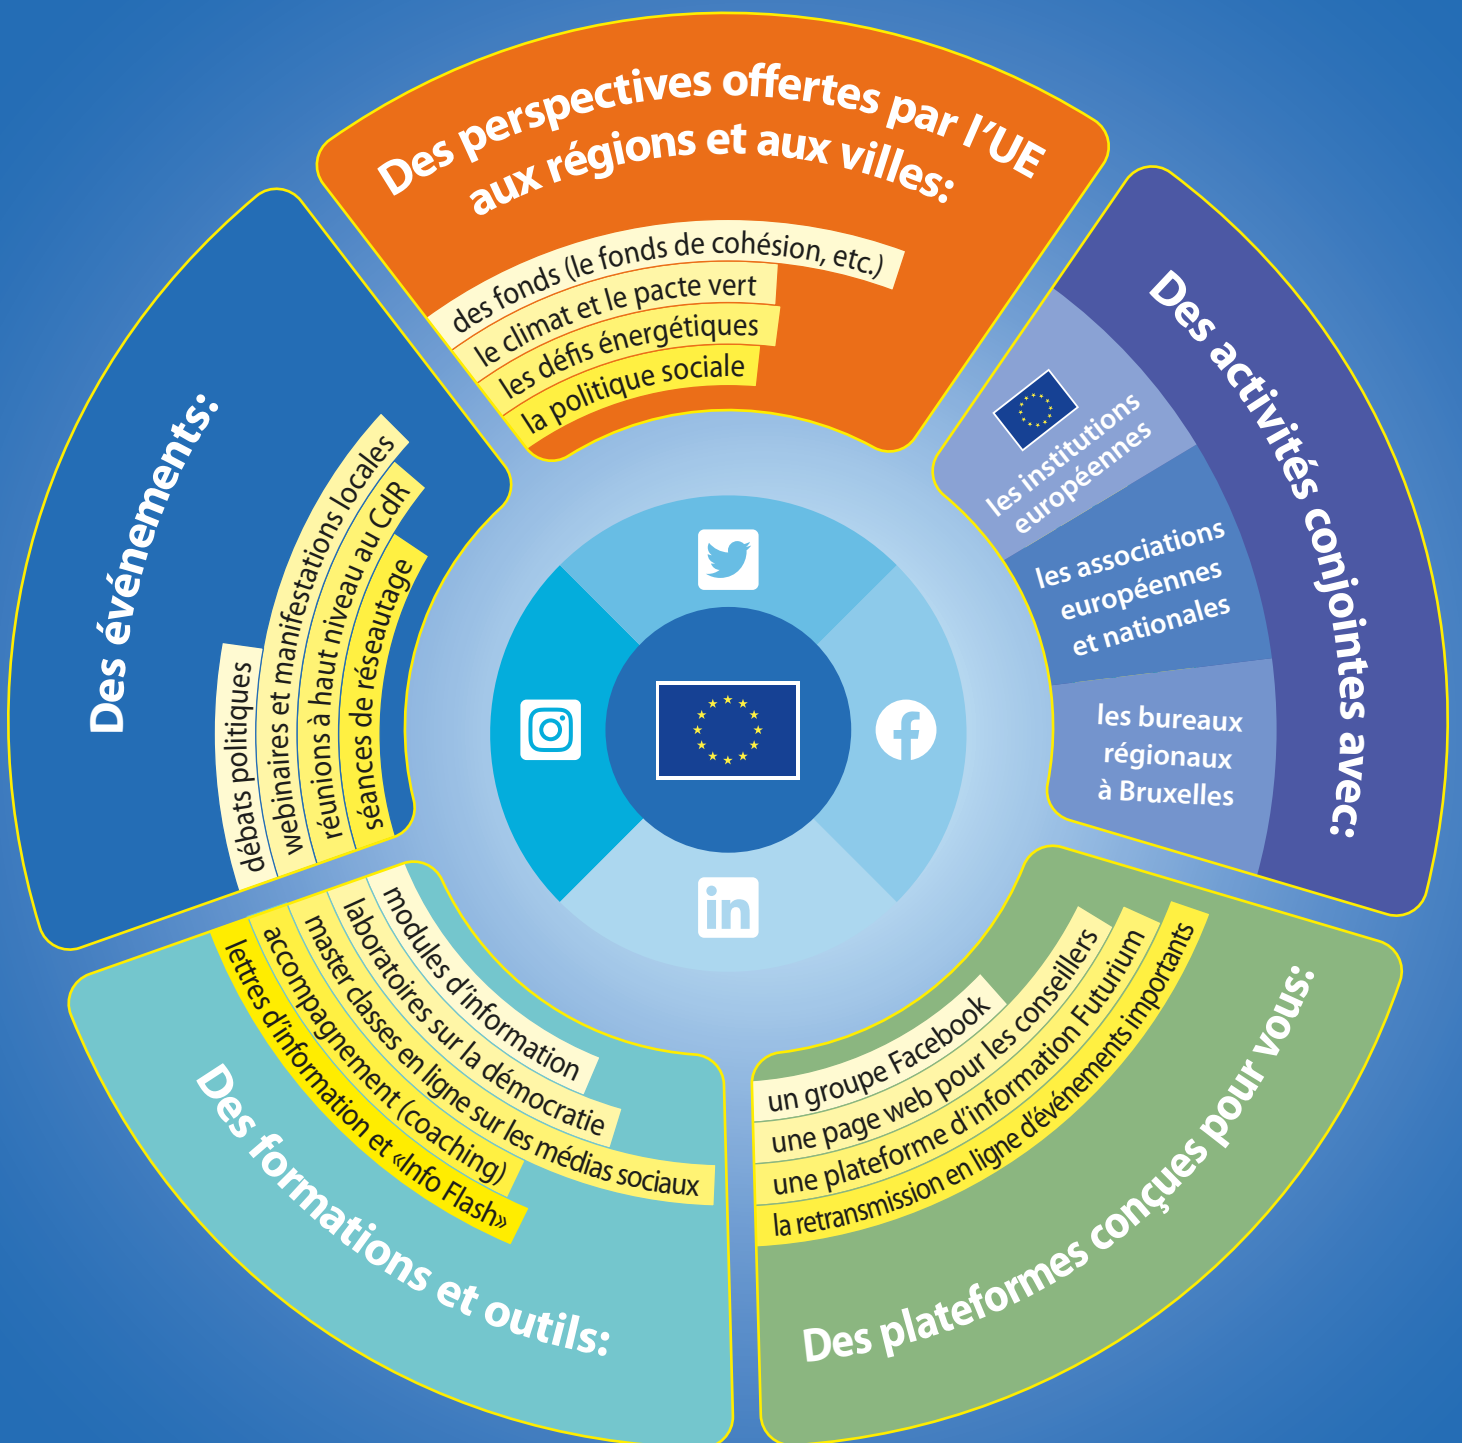 Des perspectives offertes par l’UE
aux régions et aux villes:
des fonds (le fonds de cohésion, etc.)
le climat et le pacte vert
les défis énergétiques
la politique sociale
Des activités conjointes avec:
les institutions
européennes
les associations
européennes
et nationales
les bureaux
régionaux
à Bruxelles
Des plateformes conçues pour vous:
un groupe Facebook
une page web pour les conseillers
une plateforme d’information Futurium
la retransmission en ligne d’événements importants
Des formations et outils:
modules d’information
laboratoires sur la démocratie
master classes en ligne sur les médias sociaux
accompagnement (coaching)
lettres d’information et «Info Flash»
Des événements:
débats politiques
webinaires et manifestations locales
réunions à haut niveau au CdR
séances de réseautage
in